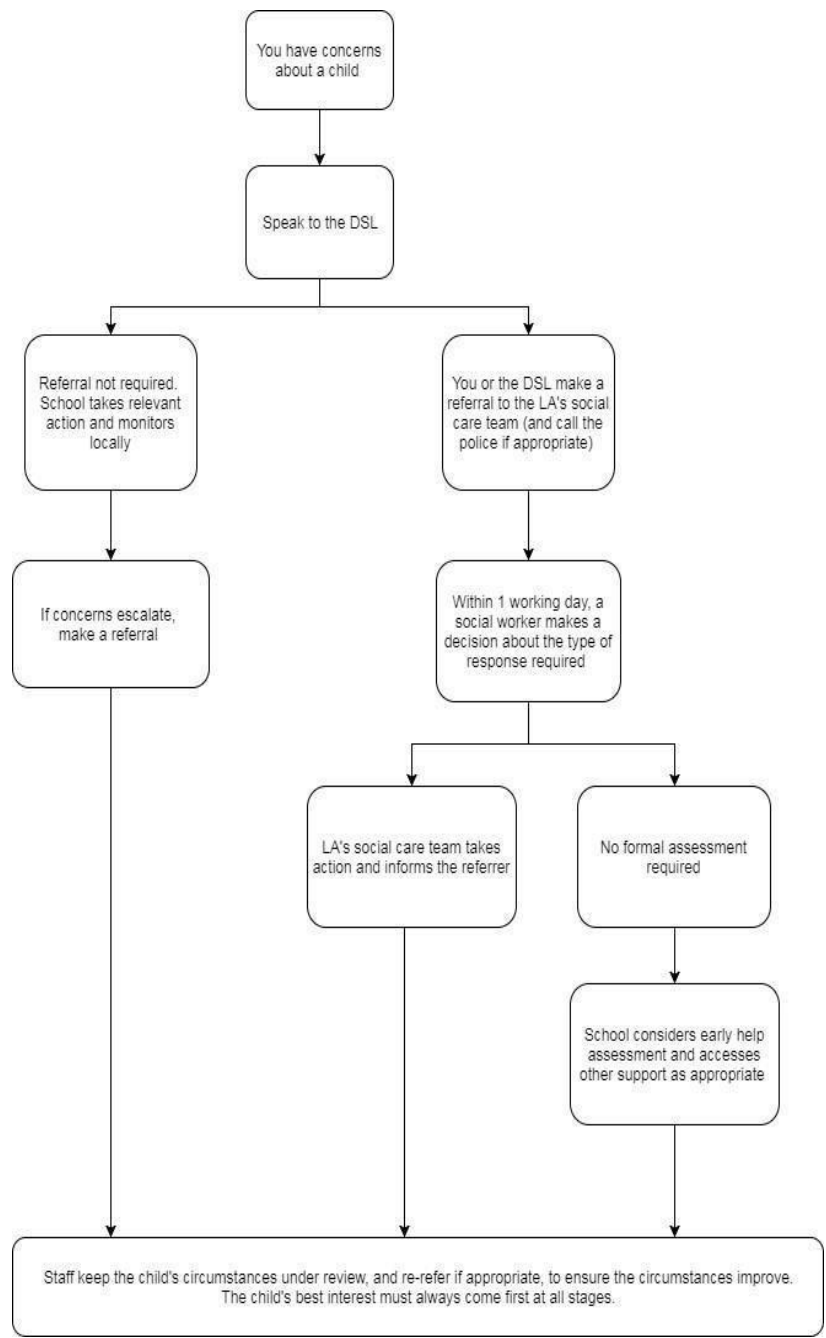 You have concerns
about a child
Speak to the DSL
Referral not required.
School takes relevant
action and monitors
locally
You or the DSL make a
referral to the LA's social
care team (and call the
police if appropriate)
If concerns escalate,
make a referral
Within 1 working day, a
social worker makes a
decision about the type of
response required
LA's social care team takes
action and informs the referrer
No formal assessment
required
School considers early help
assessment and accesses
other support as appropriate
Staff keep the child's circumstances under review, and re-refer if appropriate, to ensure the circumstances improve.
The child's best interest must always come first at all stages.